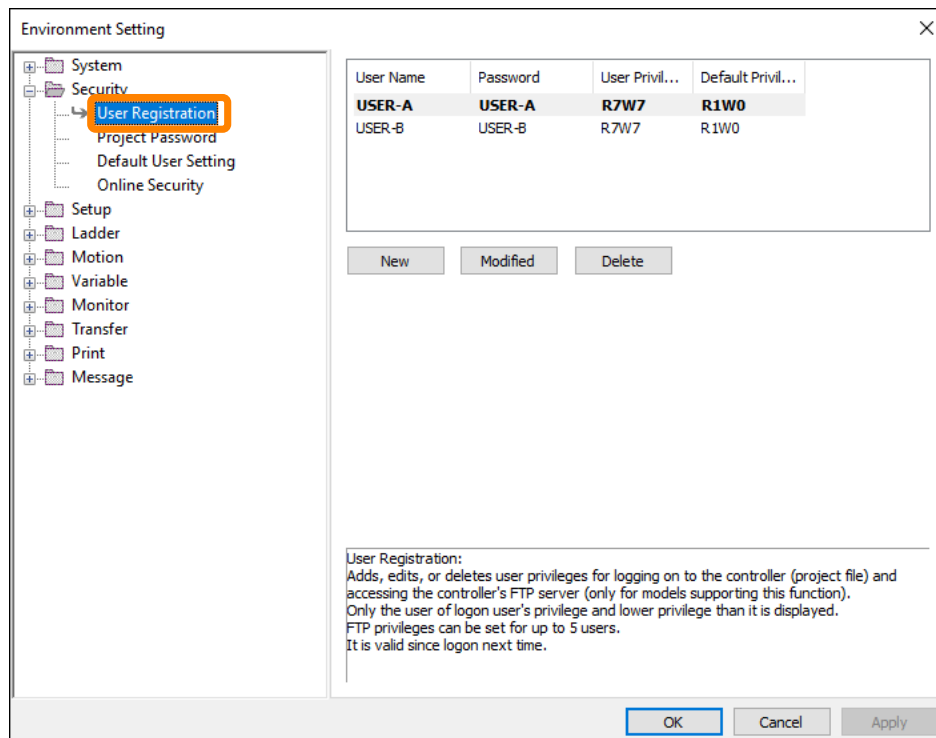 Environment Setting
System
Security
User Registration
Project Password
Default User Setting
Online Security
Setup
Ladder
Motion
Variable
Monitor
Transfer
Print
Message
User Name Password User Privil... Default Privil...
USER-A USER-A R7W7 R1W0
USER-B USER-B R7W7 R1W0
New Modified Delete
User Registration:
Adds, edits, or deletes user privileges for logging on to the controller (project file) and
accessing the controller's FTP server (only for models supporting this function).
Only the user of logon user's privilege and lower privilege than it is displayed.
FTP privileges can be set for up to 5 users.
It is valid since logon next time.
OK Cancel Apply